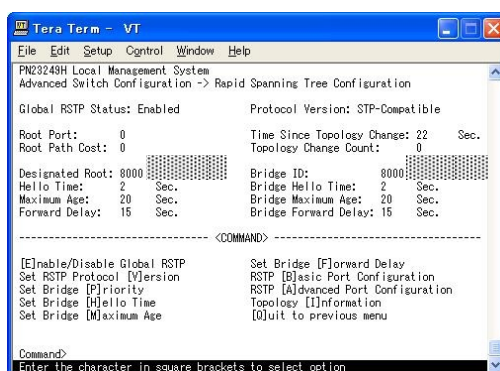 Tera Term - VT
File Edit Setup Control Window Help
PN23249H Local Management System
Advanced Switch Configuration -> Rapid Spanning Tree Configuration
Global RSTP Status: Enabled Protocol Version: STP-Compatible
Root Port: 0 Time Since Topology Change: 22 Sec.
Root Path Cost: 0 Topology Change Count: 0
Designated Root: 8000 Bridge ID: 8000
Hello Time: 2 Sec. Bridge Hello Time: 2 Sec.
Maximum Age: 20 Sec. Bridge Maximum Age: 20 Sec.
Forward Delay: 15 Sec. Bridge Forward Delay: 15 Sec.
---------------------------------- <COMMAND> ----------------------------------
[E]nable/Disable Global RSTP Set Bridge [F]orward Delay
Set RSTP Protocol [V]ersion RSTP [B]asic Port Configuration
Set Bridge [P]riority RSTP [A]dvanced Port Configuration
Set Bridge [H]ello Time Topology [I]nformation
Set Bridge [M]aximum Age [Q]uit to previous menu
Command>
Enter the character in square brackets to select option